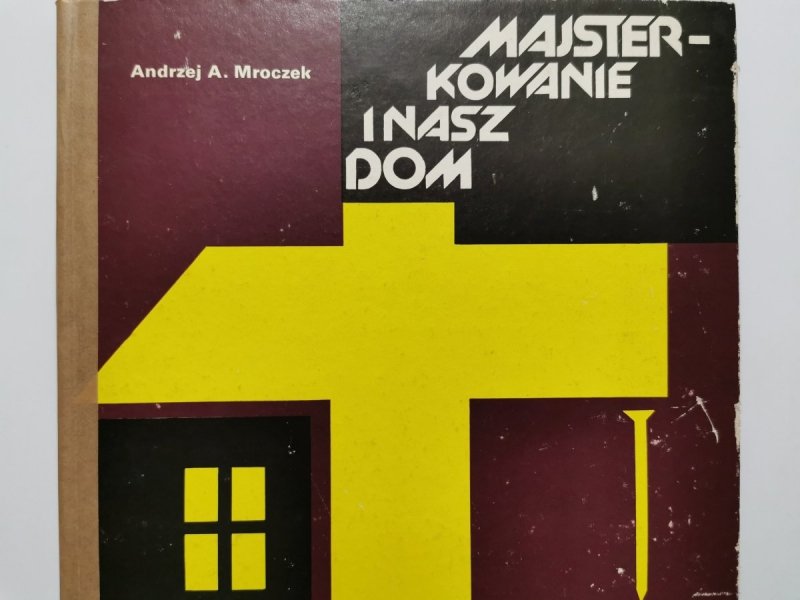 Andrzej A. Mroczek
MAJSTER-
KOWANIE
I NASZ
DOM